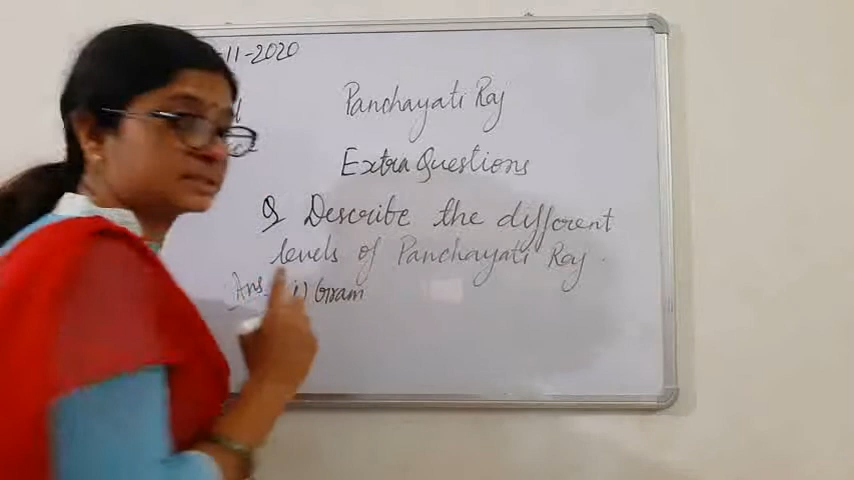 -11-2020
Panchayati Raj
Extra Questions
Q Describe the different
levels of Panchayati Raj.
Ans. i) Gram